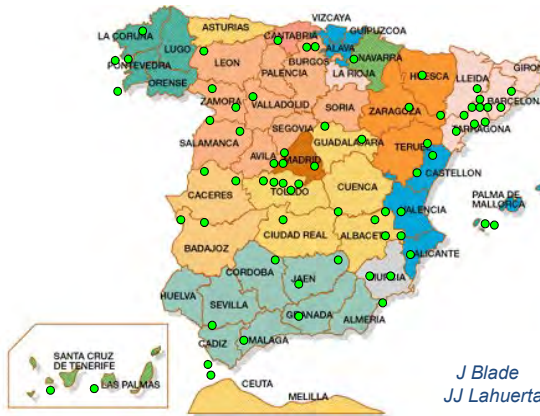 ASTURIAS
CANTABRIA
VIZCAYA
GUIPUZCOA
LA CORUÑA
LUGO
ALAVA
NAVARRA
PONTEVEDRA
LEON
BURGOS
GIRON
PALENCIA
HUESCA
LLEIDA
ORENSE
LA RIOJA
BARCELONA
ZAMORA
VALLADOLID
SORIA
ZARAGOZA
TARRAGONA
SEGOVIA
SALAMANCA
GUADALAJARA
TERUEL
AVILA
MADRID
CASTELLON
CACERES
TOLEDO
CUENCA
PALMA DE
MALLORCA
VALENCIA
CIUDAD REAL
ALBACETE
BADAJOZ
ALICANTE
CORDOBA
JAEN
MURCIA
HUELVA
SEVILLA
GRANADA
ALMERIA
CADIZ
MALAGA
SANTA CRUZ
DE TENERIFE
LAS PALMAS
CEUTA
MELILLA
J Blade
JJ Lahuerta